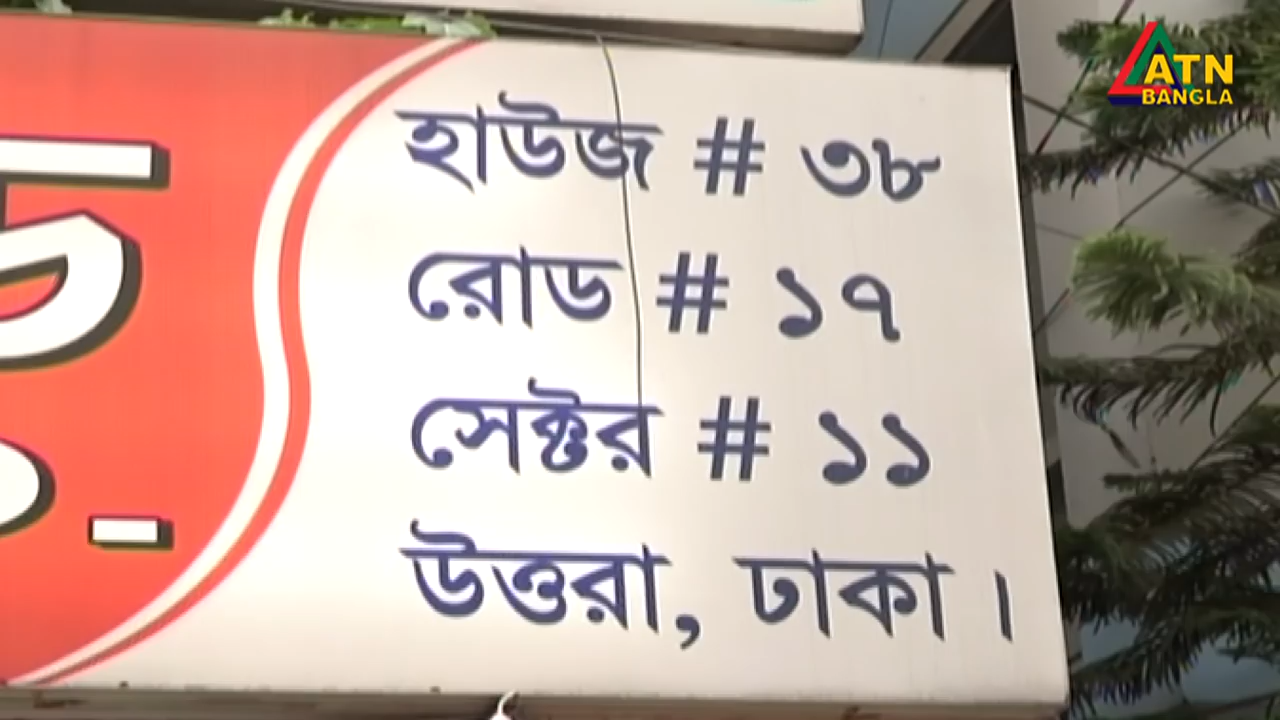 হাউজ # ৩৮
রোড # ১৭
সেক্টর # ১১
উত্তরা, ঢাকা।
ATN
BANGLA